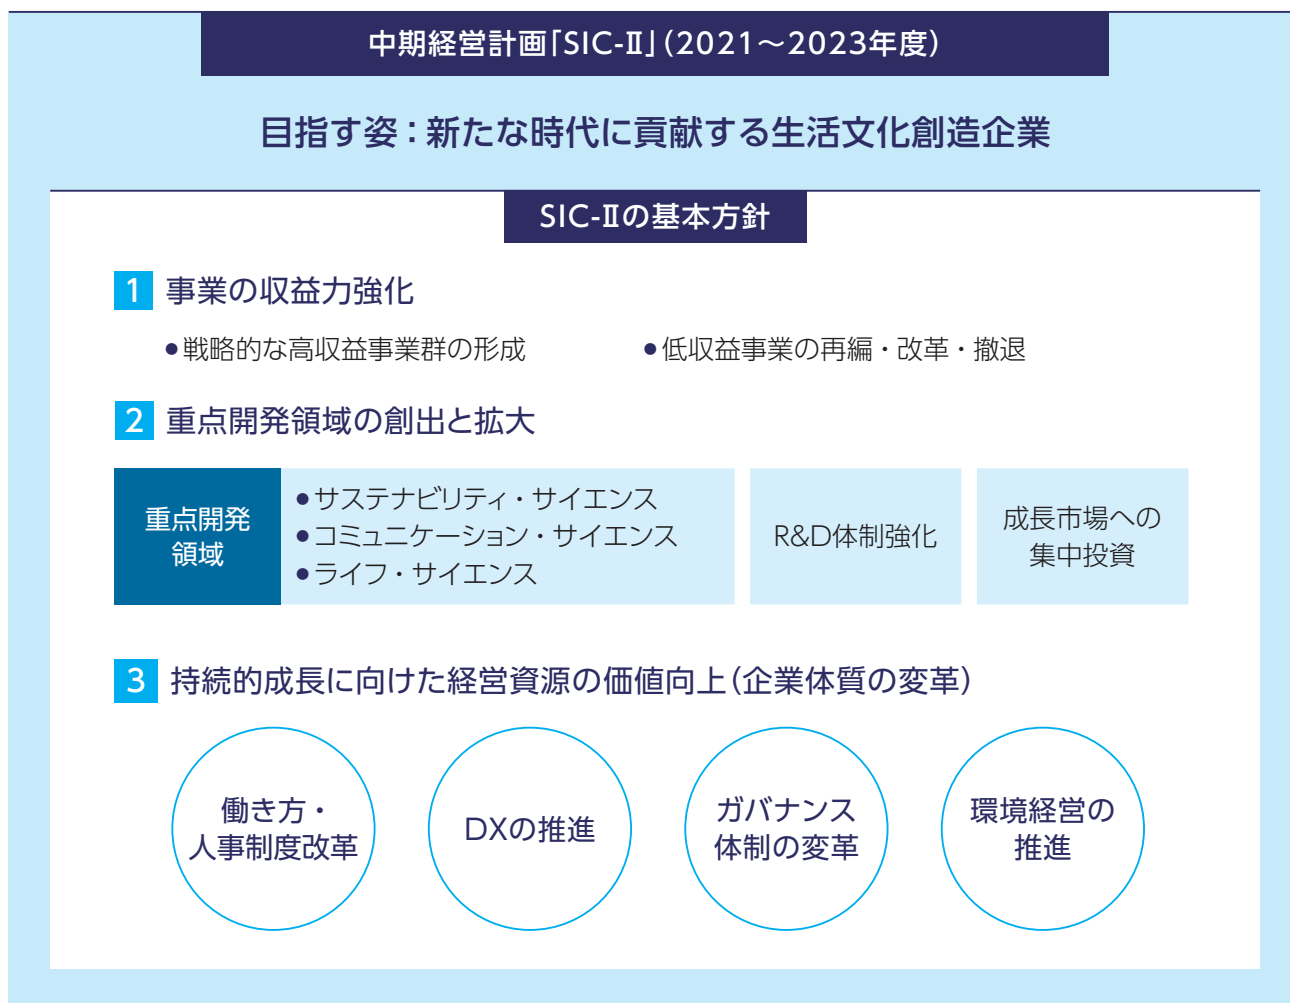 中期経営計画「SIC-Ⅱ」（2021～2023年度）
目指す姿：新たな時代に貢献する生活文化創造企業
SIC-Ⅱの基本方針
1 事業の収益力強化
●戦略的な高収益事業群の形成 ●低収益事業の再編・改革・撤退
2 重点開発領域の創出と拡大
重点開発
領域
●サステナビリティ・サイエンス
●コミュニケーション・サイエンス
●ライフ・サイエンス
R&D体制強化
成長市場への
集中投資
3 持続的成長に向けた経営資源の価値向上（企業体質の変革）
働き方・
人事制度改革
DXの推進
ガバナンス
体制の変革
環境経営の
推進